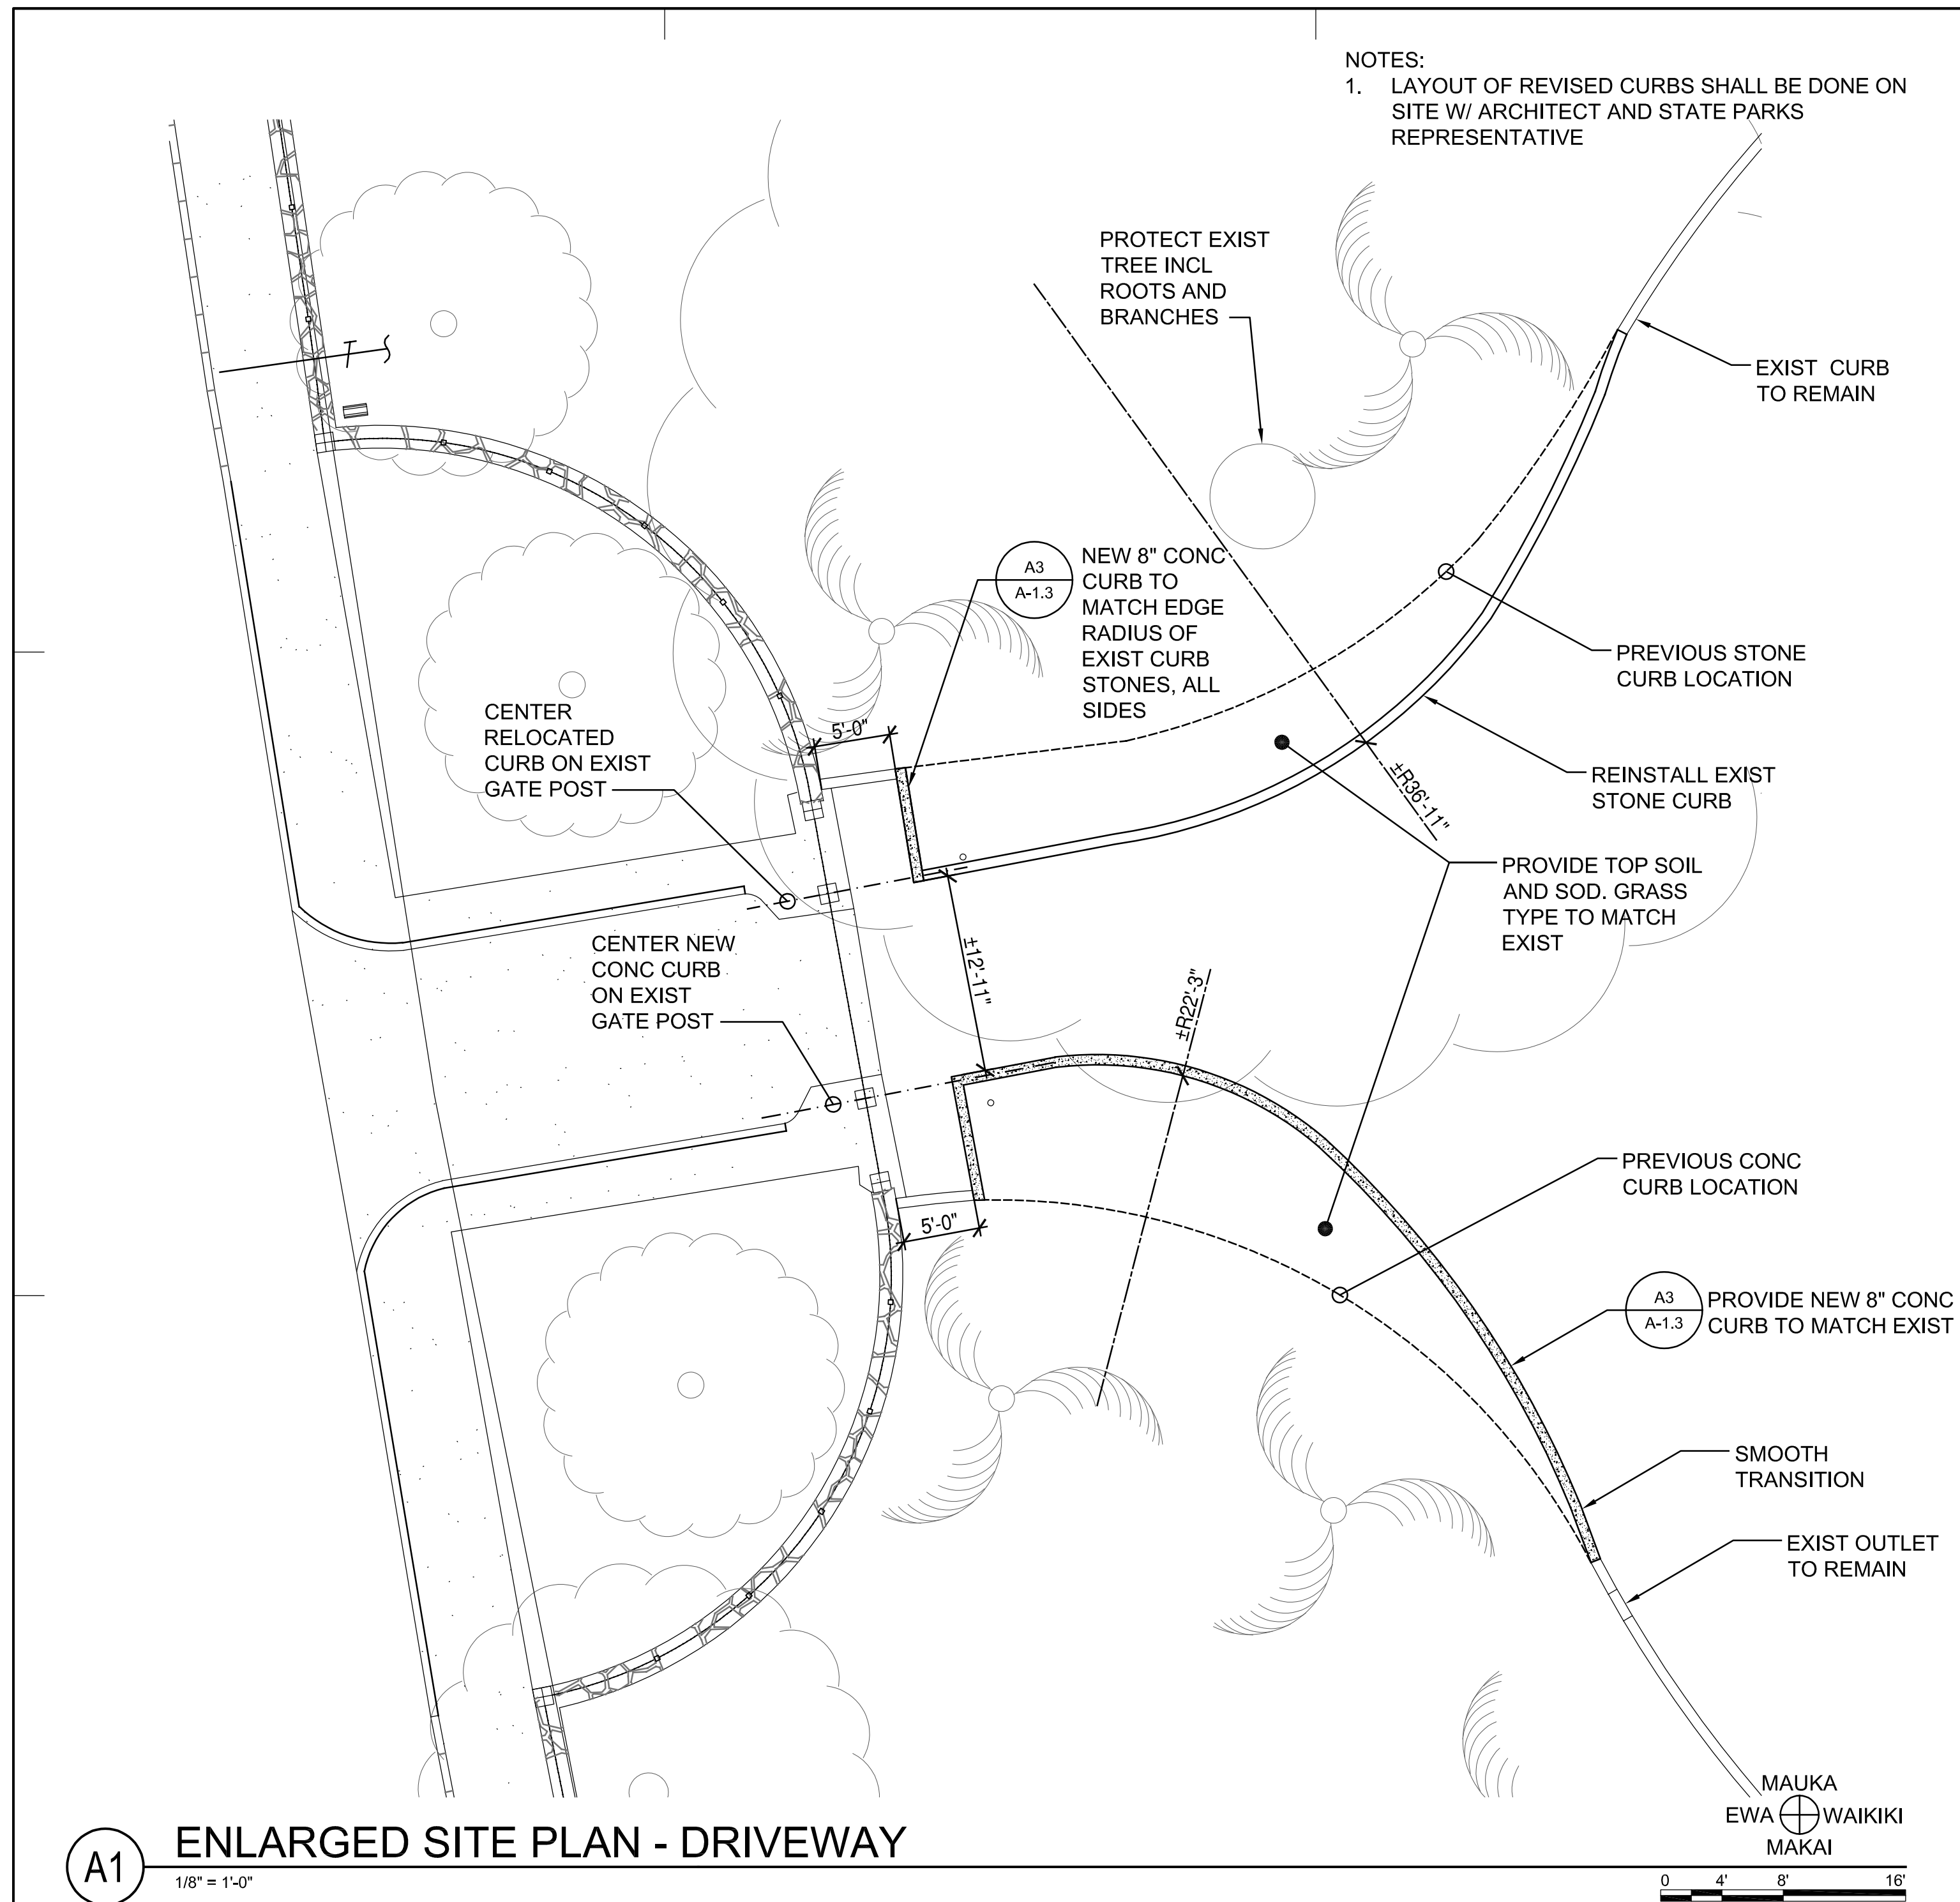 NOTES:
1. LAYOUT OF REVISED CURBS SHALL BE DONE ON
SITE W/ ARCHITECT AND STATE PARKS
REPRESENTATIVE
PROTECT EXIST
TREE INCL
ROOTS AND
BRANCHES
EXIST CURB
TO REMAIN
T
A3
A-1.3
NEW 8" CONC
CURB TO
MATCH EDGE
RADIUS OF
EXIST CURB
STONES, ALL
SIDES
PREVIOUS STONE
CURB LOCATION
CENTER
RELOCATED
CURB ON EXIST
GATE POST
5'-0"
±R36'-11"
REINSTALL EXIST
STONE CURB
PROVIDE TOP SOIL
AND SOD. GRASS
TYPE TO MATCH
EXIST
CENTER NEW
CONC CURB
ON EXIST
GATE POST
±12'-11"
±R22'-3"
PREVIOUS CONC
CURB LOCATION
5'-0"
A3
A-1.3
PROVIDE NEW 8" CONC
CURB TO MATCH EXIST
SMOOTH
TRANSITION
EXIST OUTLET
TO REMAIN
MAUKA
EWA WAIKIKI
MAKAI
A1
ENLARGED SITE PLAN - DRIVEWAY
1/8" = 1'-0"
0 4' 8' 16'